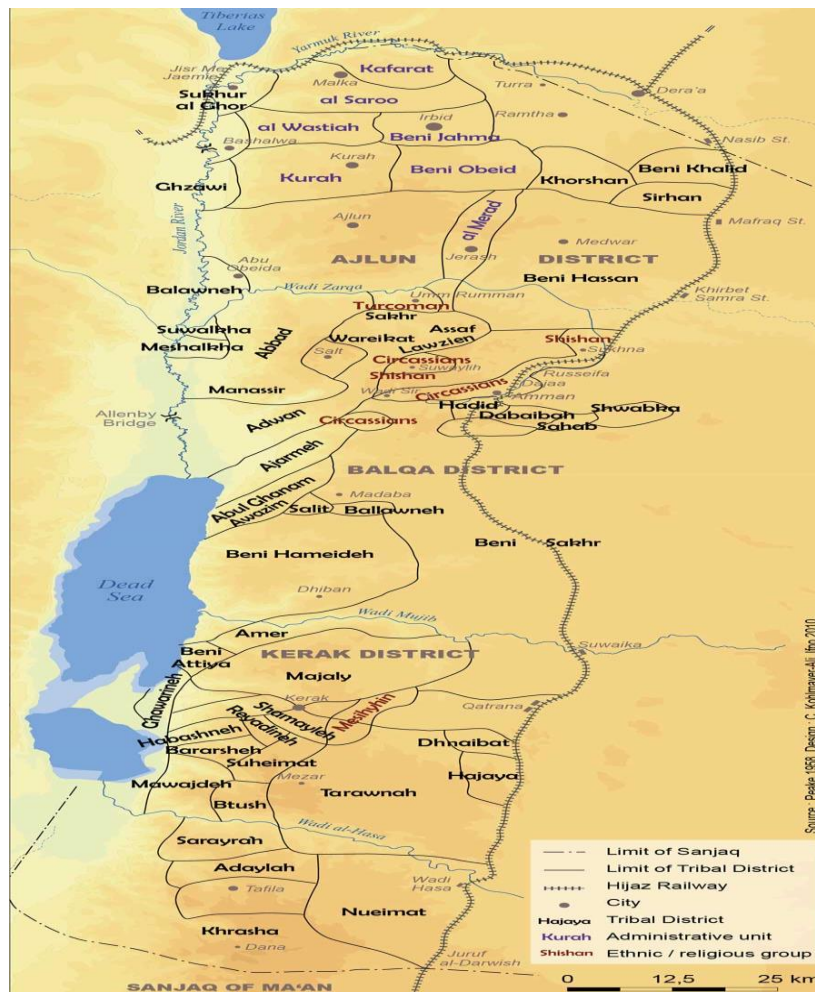 Tiberias
Lake
Yarmuk River
Jisr Me
Jaemie
Sukhur
al Ghor
Malka
Kafarat
Turra
Dera'a
al Saroo
Irbid
Ramtha
al Wastiah
Beni Jahma
Nasib St.
Bashalwa
Kurah
Kurah
Beni Obeid
Ghzawi
Khorshan
Beni Khalid
Sirhan
Jordan River
Ajlun
al Merad
Mafraq St.
Jerash
Medwar
AJLUN
DISTRICT
Abu
Obeida
Beni Hassan
Balawneh
Wadi Zarqa
Umm Rumman
Khirbet
Samra St.
Turcoman
Sakhr
Suwalkha
Meshalkha
Abbad
Wareikat
Assaf
Lawzien
Shishan
Sukhna
Salt
Circassians
Suwaylih
Shishan
Russeifa
Dajaa
Manassir
Wadi Sir
Circassians
Amman
Allenby
Bridge
Adwan
Circassians
Hadid
Dabaibah
Shwabka
Sahab
Ajarmeh
BALQA DISTRICT
Abul Ghanam
Awazim
Madaba
Salit
Ballawneh
Beni Hameideh
Beni Sakhr
Dead
Sea
Dhiban
Wadi Mujib
Amer
Beni
Attiya
KERAK DISTRICT
Suwaika
Majaly
Ghawarineh
Kerak
Mesihyhin
Qatrana
Shamayleh
Reyadineh
Habashneh
Bararsheh
Dhnaibat
Suheimat
Hajaya
Mawajdeh
Mezar
Btush
Tarawnah
Wadi al-Hasa
Sarayrah
Adaylah
Tafila
Wadi
Hasa
Nueimat
Khrasha
Dana
Juruf
al-Darwish
SANJAQ OF MA'AN
Limit of Sanjaq
Limit of Tribal District
Hijaz Railway
City
Hajaya Tribal District
Kurah Administrative unit
Shishan Ethnic / religious group
0 12,5 25 km
Source : Peake 1958. Design : C. Kohlmayer-Ali, Ifpo 2010